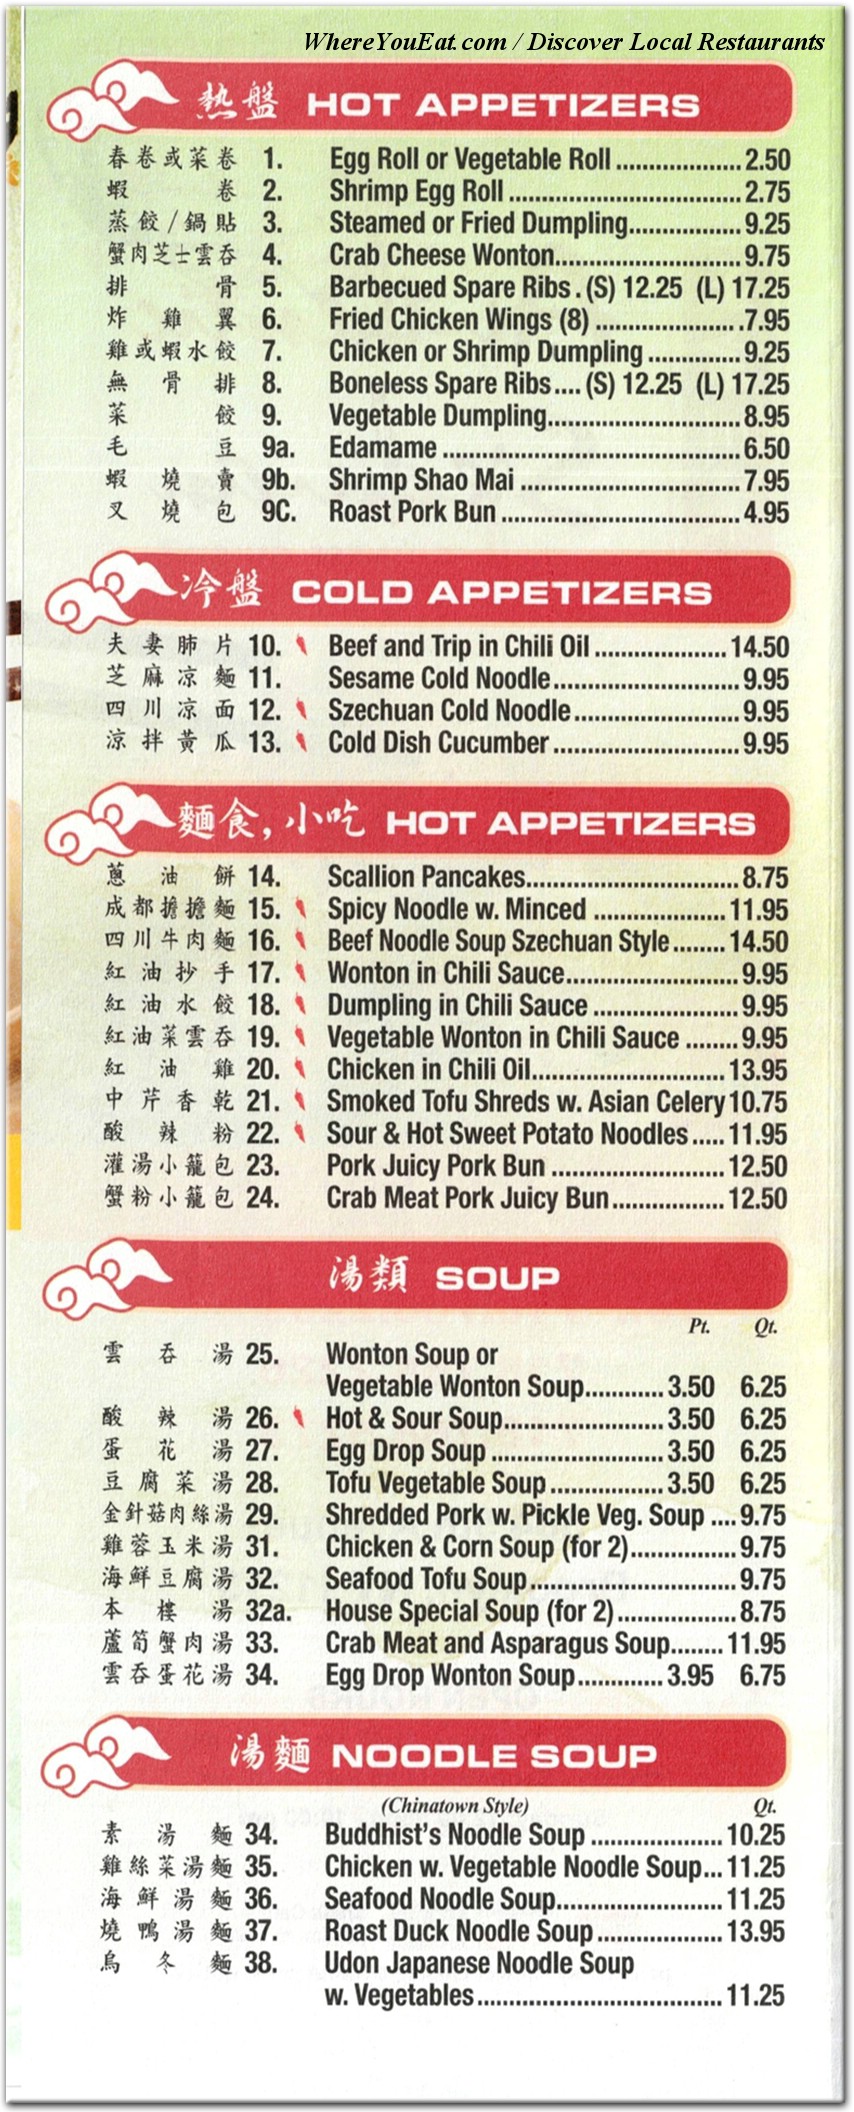 WhereYouEat.com / Discover Local Restaurants
熱盤 HOT APPETIZERS
春卷或菜卷 1. Egg Roll or Vegetable Roll ................... 2.50
蝦卷 2. Shrimp Egg Roll ................................... 2.75
蒸餃/鍋貼 3. Steamed or Fried Dumpling................. 9.25
蟹肉芝士雲吞 4. Crab Cheese Wonton............................ 9.75
排骨 5. Barbecued Spare Ribs . (S) 12.25 (L) 17.25
炸雞翼 6. Fried Chicken Wings (8) ..................... .7.95
雞或蝦水餃 7. Chicken or Shrimp Dumpling .............. 9.25
無骨排 8. Boneless Spare Ribs.... (S) 12.25 (L) 17.25
菜餃 9. Vegetable Dumpling............................. 8.95
毛豆 9a. Edamame ............................................. 6.50
蝦燒賣 9b. Shrimp Shao Mai ................................. 7.95
叉燒包 9C. Roast Pork Bun .................................... 4.95
冷盤 COLD APPETIZERS
夫妻肺片 10. Beef and Trip in Chili Oil .................... 14.50
芝麻凉麵 11. Sesame Cold Noodle............................ 9.95
四川凉面 12. Szechuan Cold Noodle......................... 9.95
涼拌黃瓜 13. Cold Dish Cucumber ............................ 9.95
麵食, 小吃 HOT APPETIZERS
蔥油餅 14. Scallion Pancakes................................ 8.75
成都擔擔麵 15. Spicy Noodle w. Minced .................... 11.95
四川牛肉麵 16. Beef Noodle Soup Szechuan Style........ 14.50
紅油抄手 17. Wonton in Chili Sauce.......................... 9.95
紅油水餃 18. Dumpling in Chili Sauce ...................... 9.95
紅油菜雲吞 19. Vegetable Wonton in Chili Sauce ........ 9.95
紅油雞 20. Chicken in Chili Oil............................. 13.95
中芹香乾 21. Smoked Tofu Shreds w. Asian Celery 10.75
酸辣粉 22. Sour & Hot Sweet Potato Noodles..... 11.95
灌湯小籠包 23. Pork Juicy Pork Bun .......................... 12.50
蟹粉小籠包 24. Crab Meat Pork Juicy Bun................. 12.50
湯類 SOUP
Pt. Qt.
雲吞湯 25. Wonton Soup or
Vegetable Wonton Soup............ 3.50 6.25
酸辣湯 26. Hot & Sour Soup........................ 3.50 6.25
蛋花湯 27. Egg Drop Soup .......................... 3.50 6.25
豆腐菜湯 28. Tofu Vegetable Soup ................. 3.50 6.25
金針菇肉絲湯 29. Shredded Pork w. Pickle Veg. Soup .... 9.75
雞蓉玉米湯 31. Chicken & Corn Soup (for 2)................ 9.75
海鮮豆腐湯 32. Seafood Tofu Soup ............................... 9.75
本樓湯 32a. House Special Soup (for 2).................. 8.75
蘆筍蟹肉湯 33. Crab Meat and Asparagus Soup........ 11.95
雲吞蛋花湯 34. Egg Drop Wonton Soup............. 3.95 6.75
湯麵 NOODLE SOUP
(Chinatown Style) Qt.
素湯麵 34. Buddhist's Noodle Soup .................... 10.25
雞絲菜湯麵 35. Chicken w. Vegetable Noodle Soup... 11.25
海鮮湯麵 36. Seafood Noodle Soup......................... 11.25
燒鴨湯麵 37. Roast Duck Noodle Soup ................... 13.95
烏冬麵 38. Udon Japanese Noodle Soup
w. Vegetables..................................... 11.25